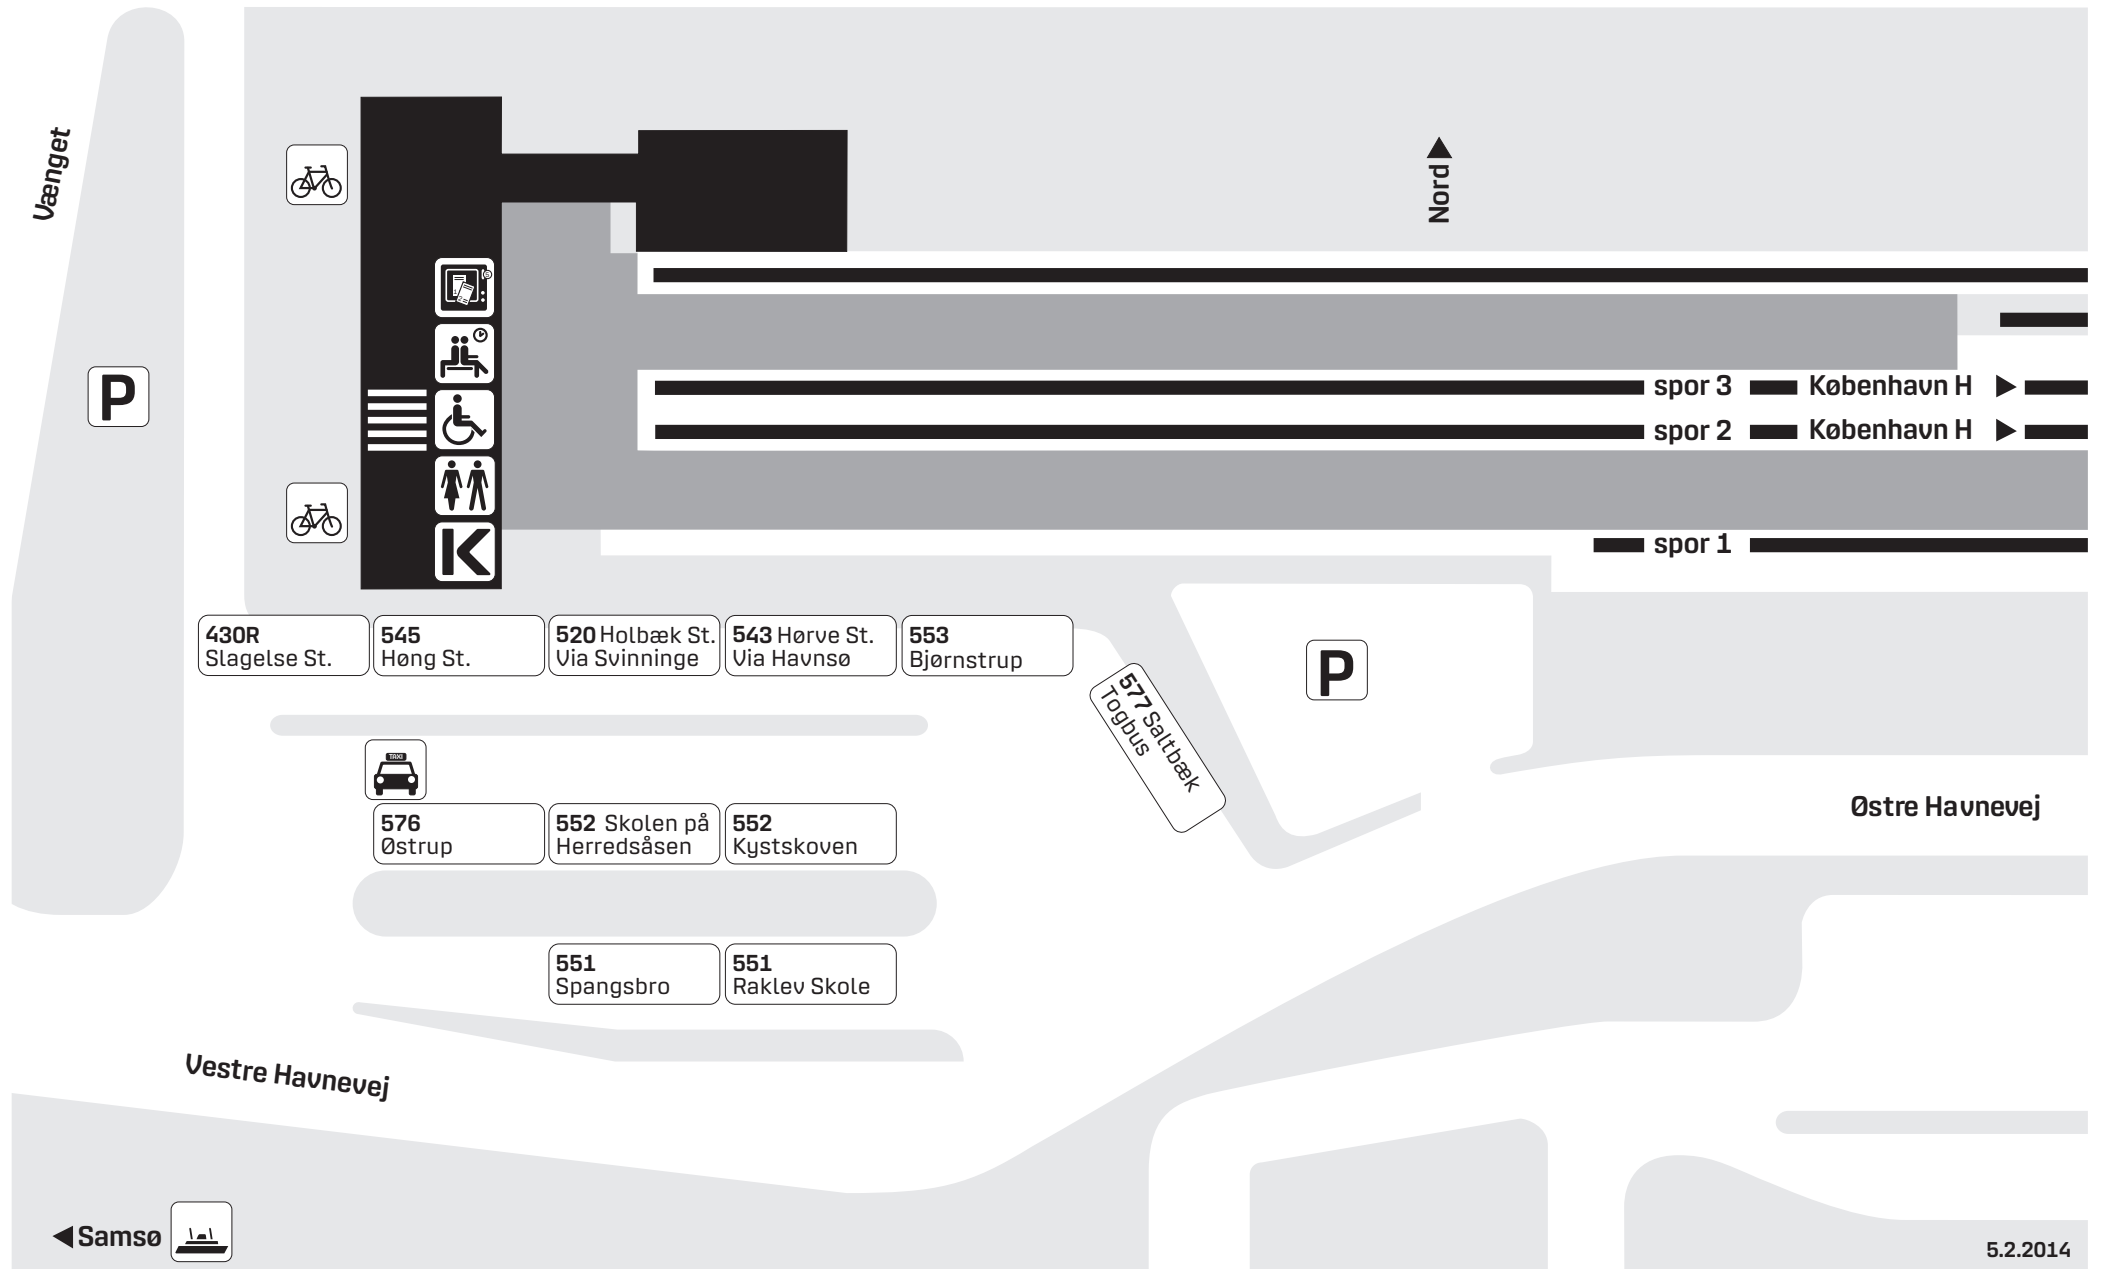 Vænget
Nord
P
spor 3 København H
spor 2 København H
K
spor 1
430R
Slagelse St.
545
Høng St.
520 Holbæk St.
Via Svinninge
543 Hørve St.
Via Havnsø
553
Bjørnstrup
577 Saltbæk
Togbus
P
TAXI
576
Østrup
552 Skolen på
Herredsåsen
552
Kystskoven
Østre Havnevej
551
Spangsbro
551
Raklev Skole
Vestre Havnevej
Samsø
5.2.2014